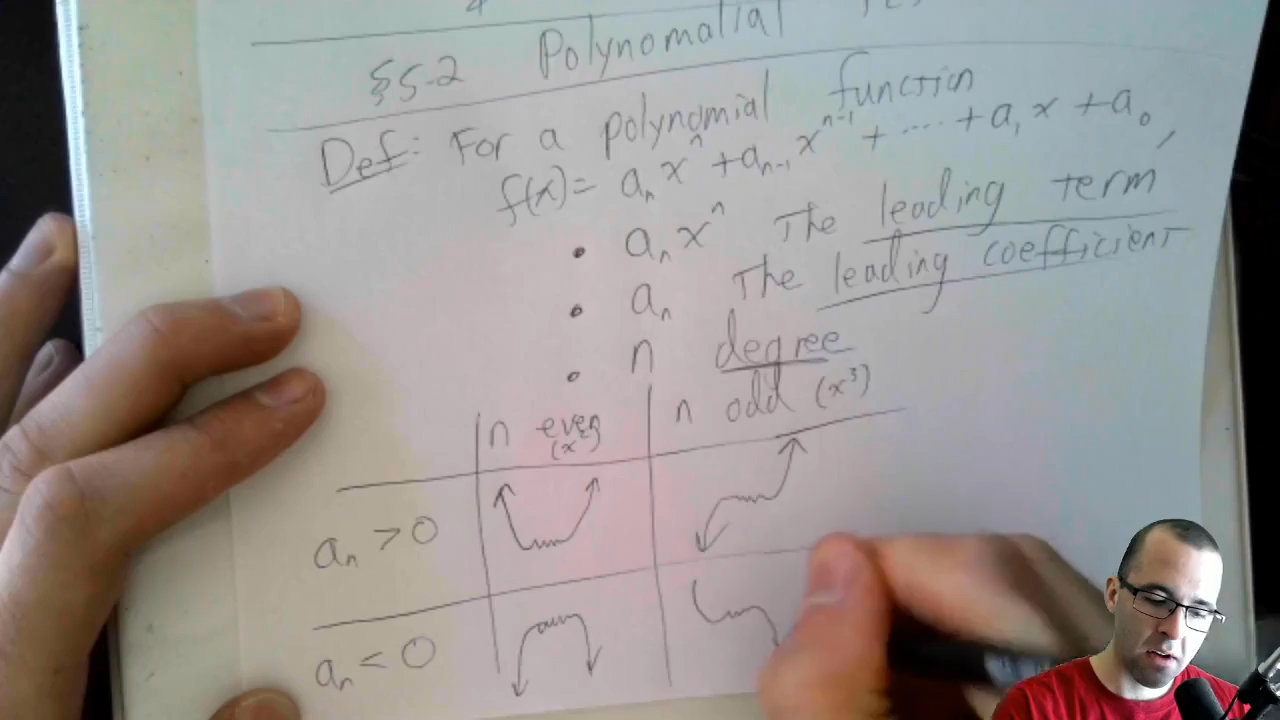 §5.2 Polynomalial
Def: For a polynomial function
f(x) = aₙxⁿ + aₙ₋₁xⁿ⁻¹ + .... + a₁x + a₀,
• aₙxⁿ The leading term
• aₙ The leading coefficient
• n degree
n even (x²) n odd (x³)
aₙ > 0
aₙ < 0